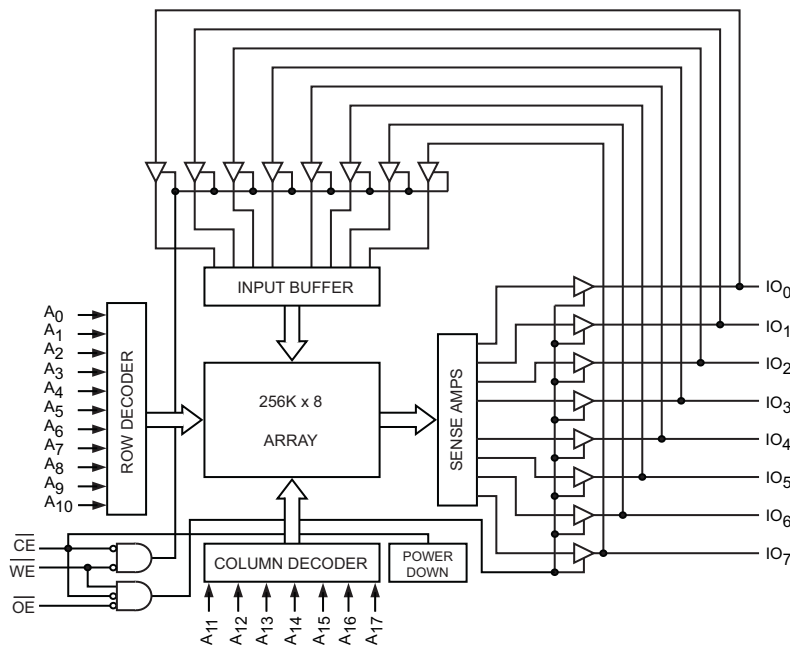 INPUT BUFFER
A0
A1
A2
A3
A4
A5
A6
A7
A8
A9
A10
ROW DECODER
256K x 8
ARRAY
SENSE AMPS
IO0
IO1
IO2
IO3
IO4
IO5
IO6
IO7
CE
WE
OE
COLUMN DECODER
POWER
DOWN
A11
A12
A13
A14
A15
A16
A17